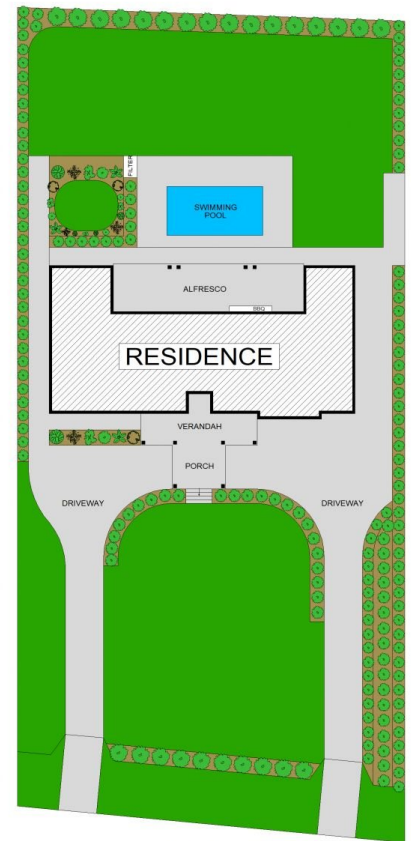 FILTER
SWIMMING
POOL
ALFRESCO
BBQ
RESIDENCE
VERANDAH
PORCH
DRIVEWAY
DRIVEWAY